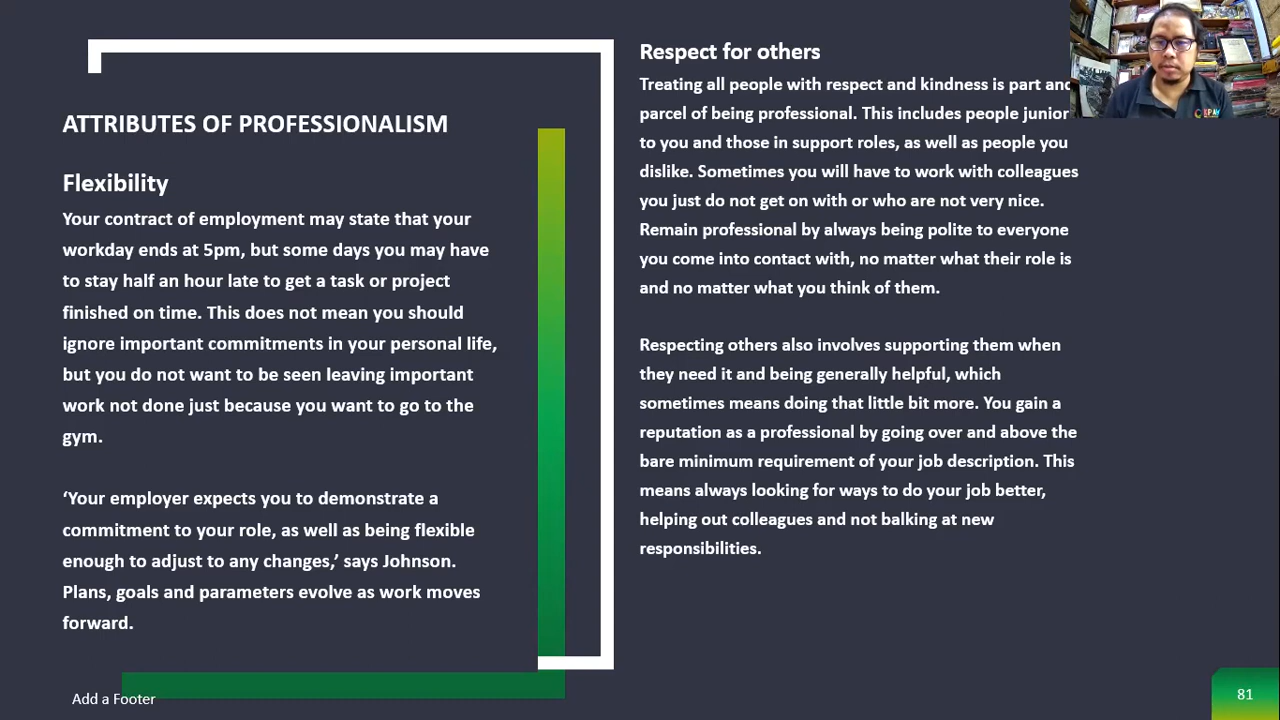 ATTRIBUTES OF PROFESSIONALISM
Flexibility
Your contract of employment may state that your
workday ends at 5pm, but some days you may have
to stay half an hour late to get a task or project
finished on time. This does not mean you should
ignore important commitments in your personal life,
but you do not want to be seen leaving important
work not done just because you want to go to the
gym.
‘Your employer expects you to demonstrate a
commitment to your role, as well as being flexible
enough to adjust to any changes,’ says Johnson.
Plans, goals and parameters evolve as work moves
forward.
Respect for others
Treating all people with respect and kindness is part and
parcel of being professional. This includes people junior
to you and those in support roles, as well as people you
dislike. Sometimes you will have to work with colleagues
you just do not get on with or who are not very nice.
Remain professional by always being polite to everyone
you come into contact with, no matter what their role is
and no matter what you think of them.
Respecting others also involves supporting them when
they need it and being generally helpful, which
sometimes means doing that little bit more. You gain a
reputation as a professional by going over and above the
bare minimum requirement of your job description. This
means always looking for ways to do your job better,
helping out colleagues and not balking at new
responsibilities.
Add a Footer
81